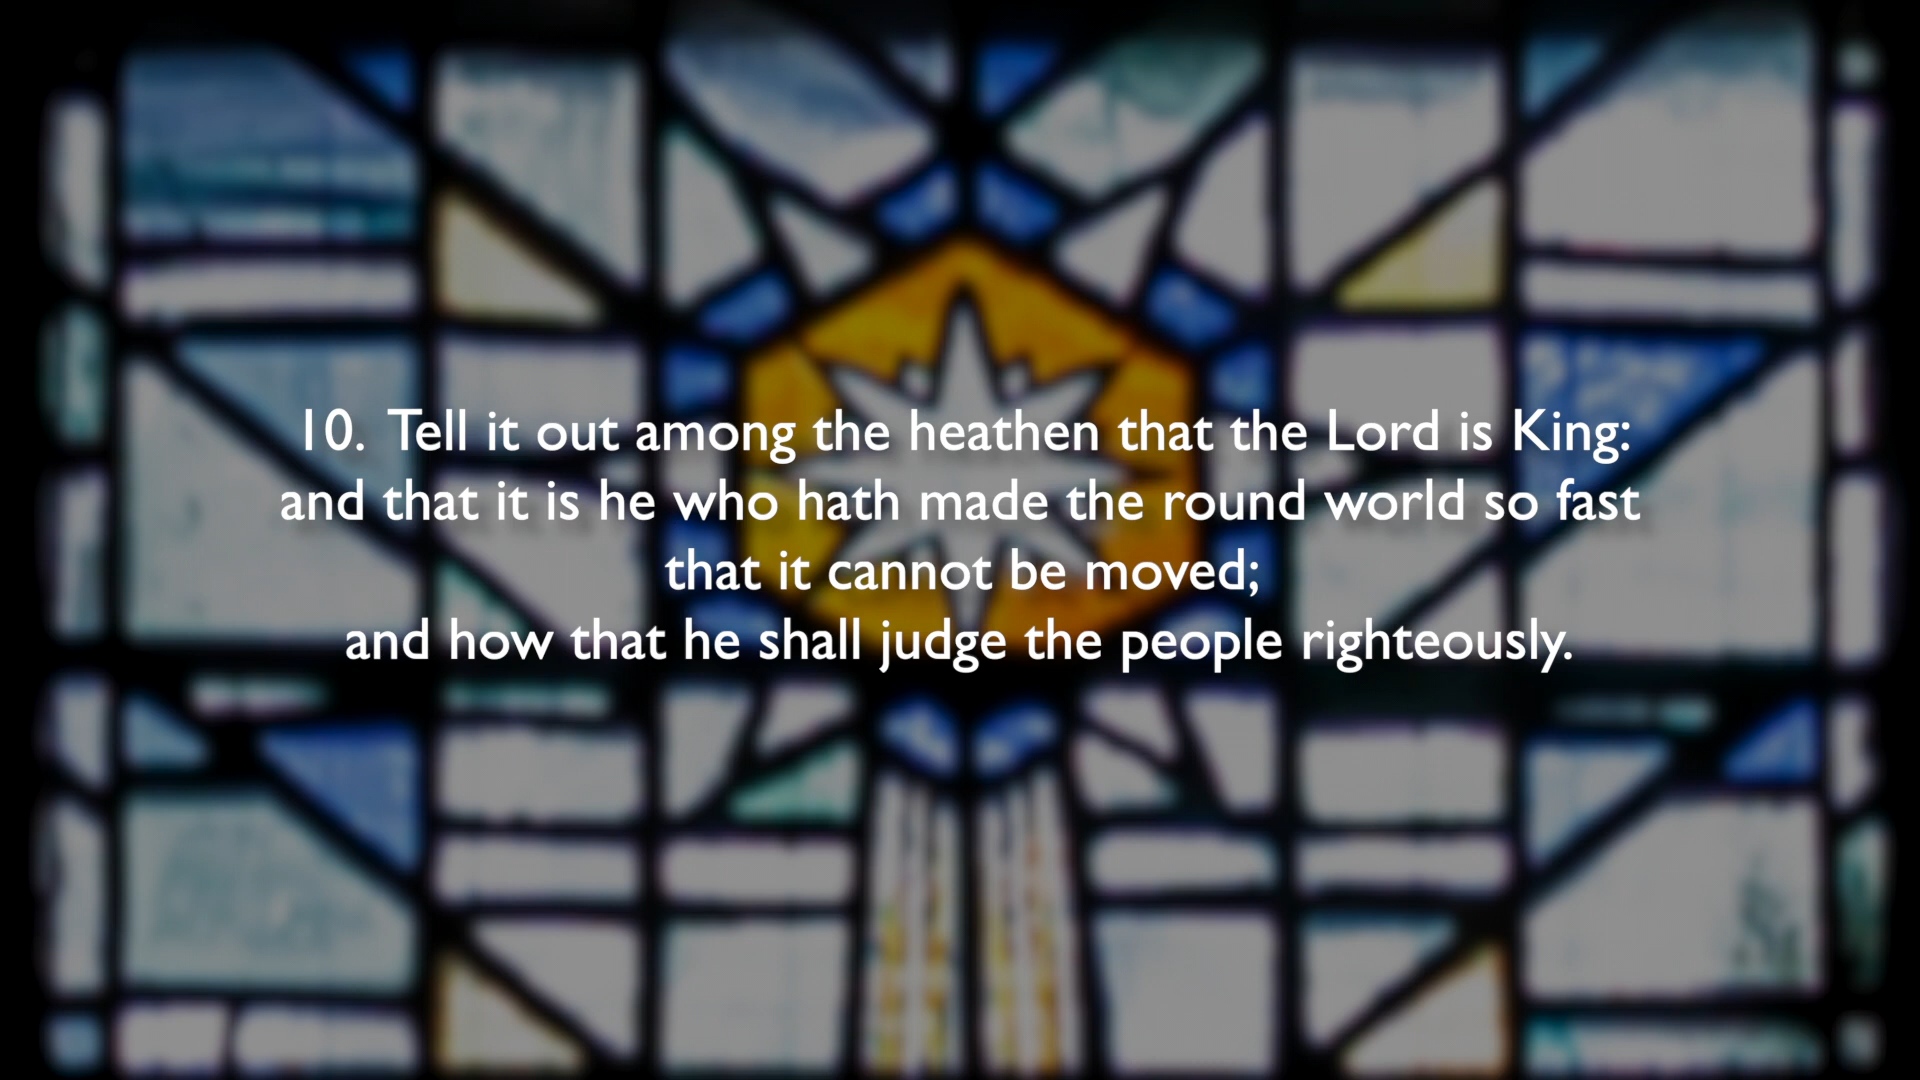 10. Tell it out among the heathen that the Lord is King:
and that it is he who hath made the round world so fast
that it cannot be moved;
and how that he shall judge the people righteously.